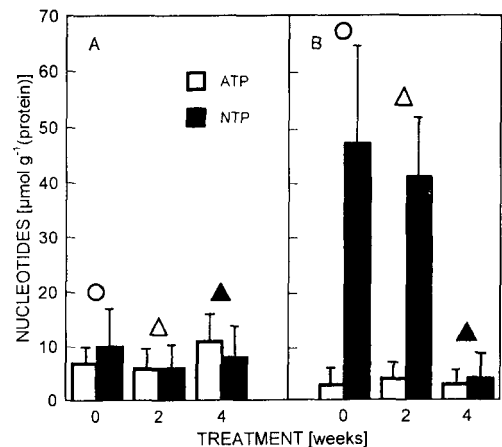 NUCLEOTIDES [µmol g⁻¹ (protein)]
70
60
50
40
30
20
10
0
A
ATP
NTP
B
0 2 4 0 2 4
TREATMENT [weeks]